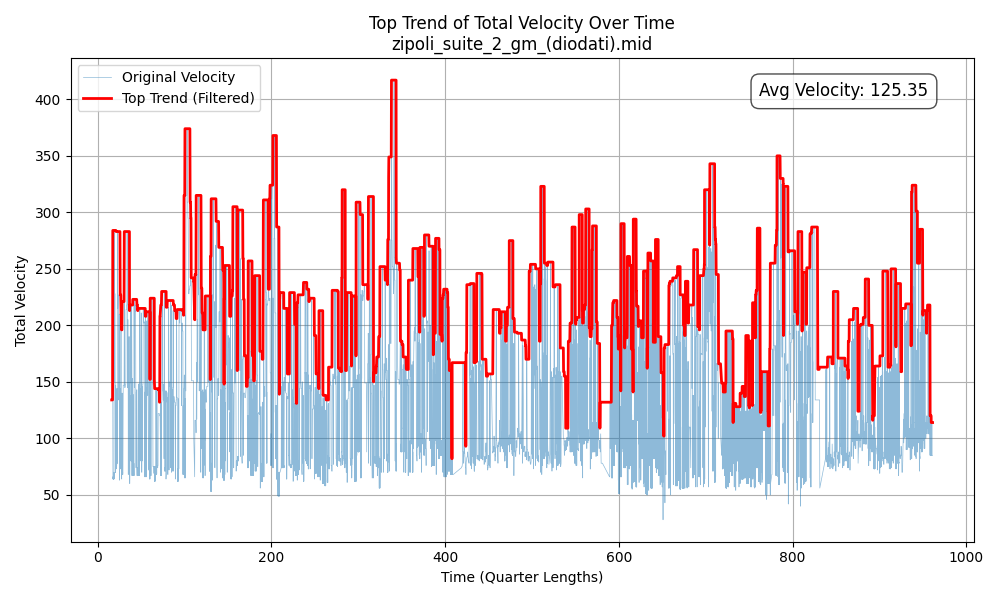 Top Trend of Total Velocity Over Time
zipoli_suite_2_gm_(diodati).mid
Original Velocity
Top Trend (Filtered)
Avg Velocity: 125.35
Total Velocity
400
350
300
250
200
150
100
50
0
200
400
600
800
1000
Time (Quarter Lengths)